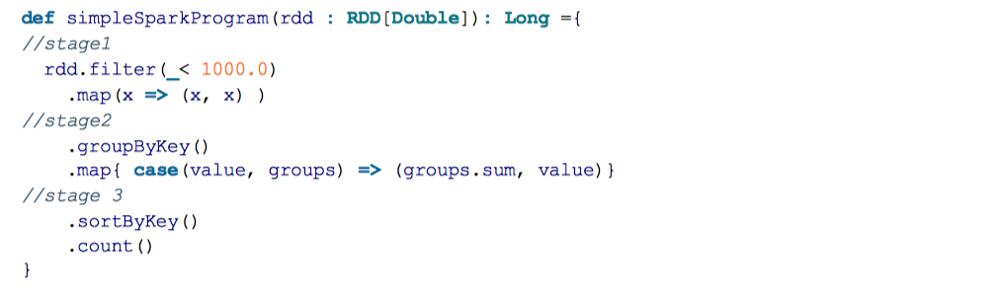 def simpleSparkProgram(rdd : RDD[Double]): Long ={
//stage1
  rdd.filter(_< 1000.0)
    .map(x => (x, x) )
//stage2
    .groupByKey()
    .map{ case(value, groups) => (groups.sum, value)}
//stage 3
    .sortByKey()
    .count()
}